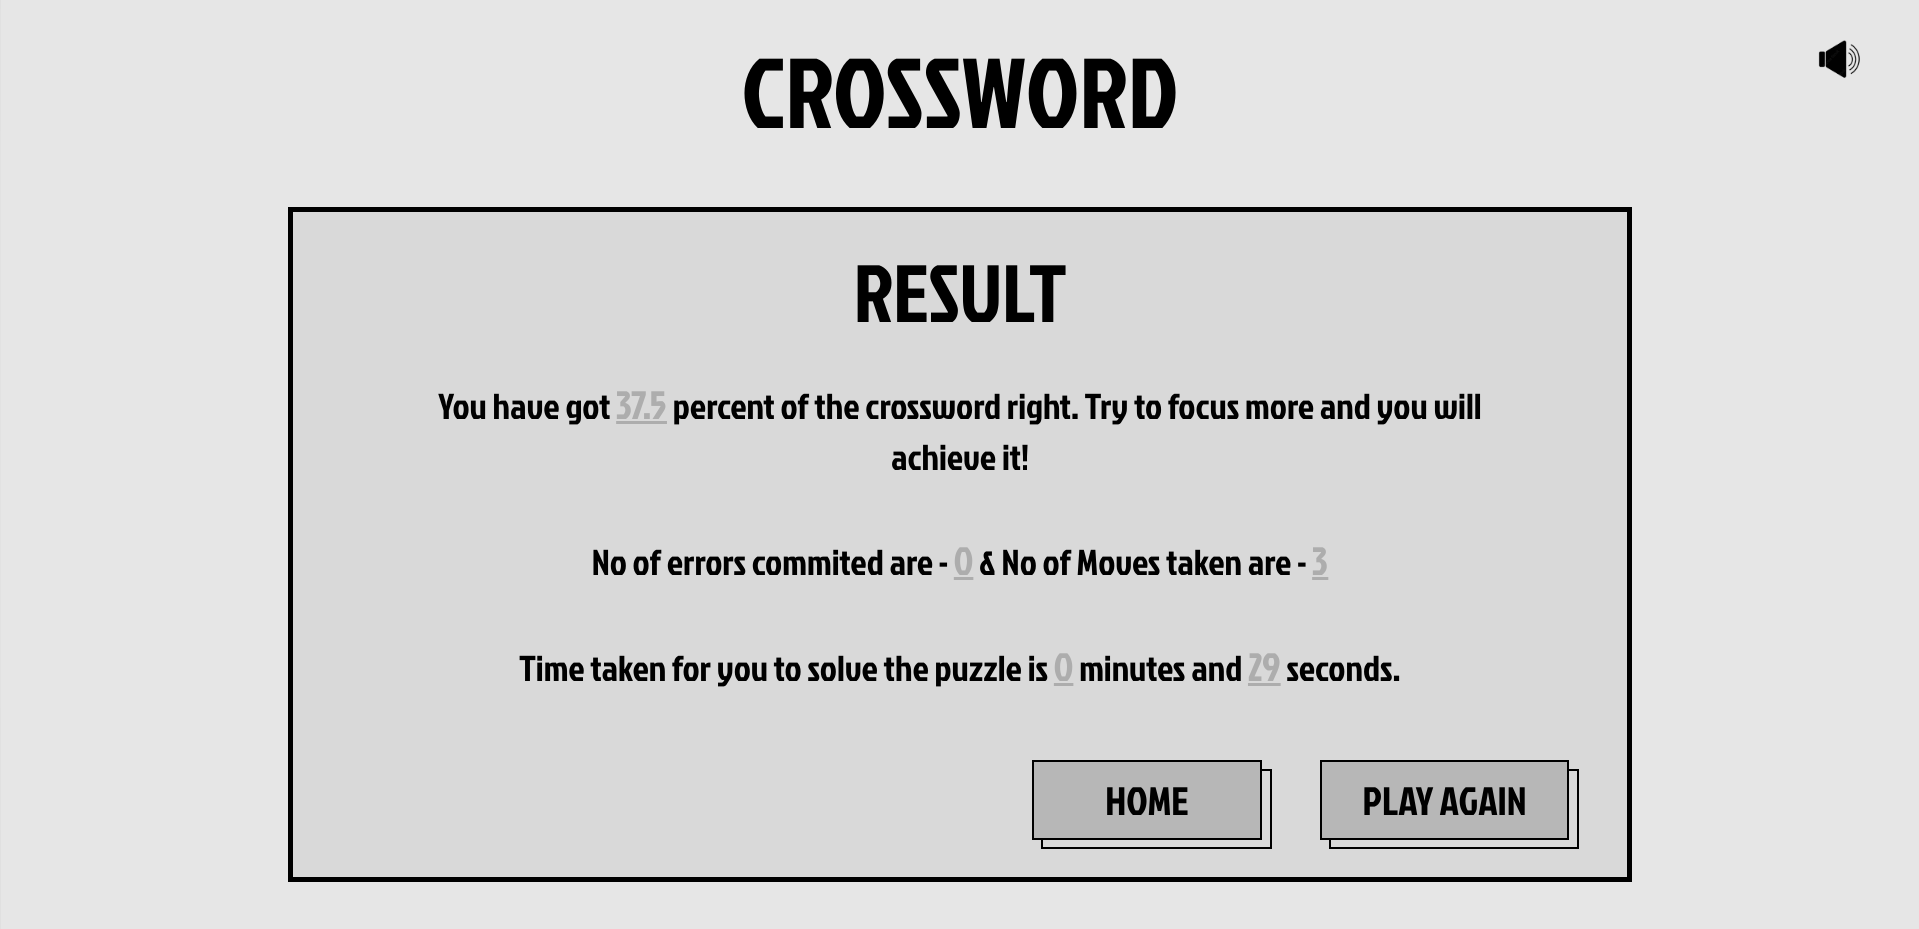 CROSSWORD
RESULT
You have got 37.5 percent of the crossword right. Try to focus more and you will
achieve it!
No of errors commited are - 0 & No of Moves taken are - 3
Time taken for you to solve the puzzle is 0 minutes and 29 seconds.
HOME
PLAY AGAIN